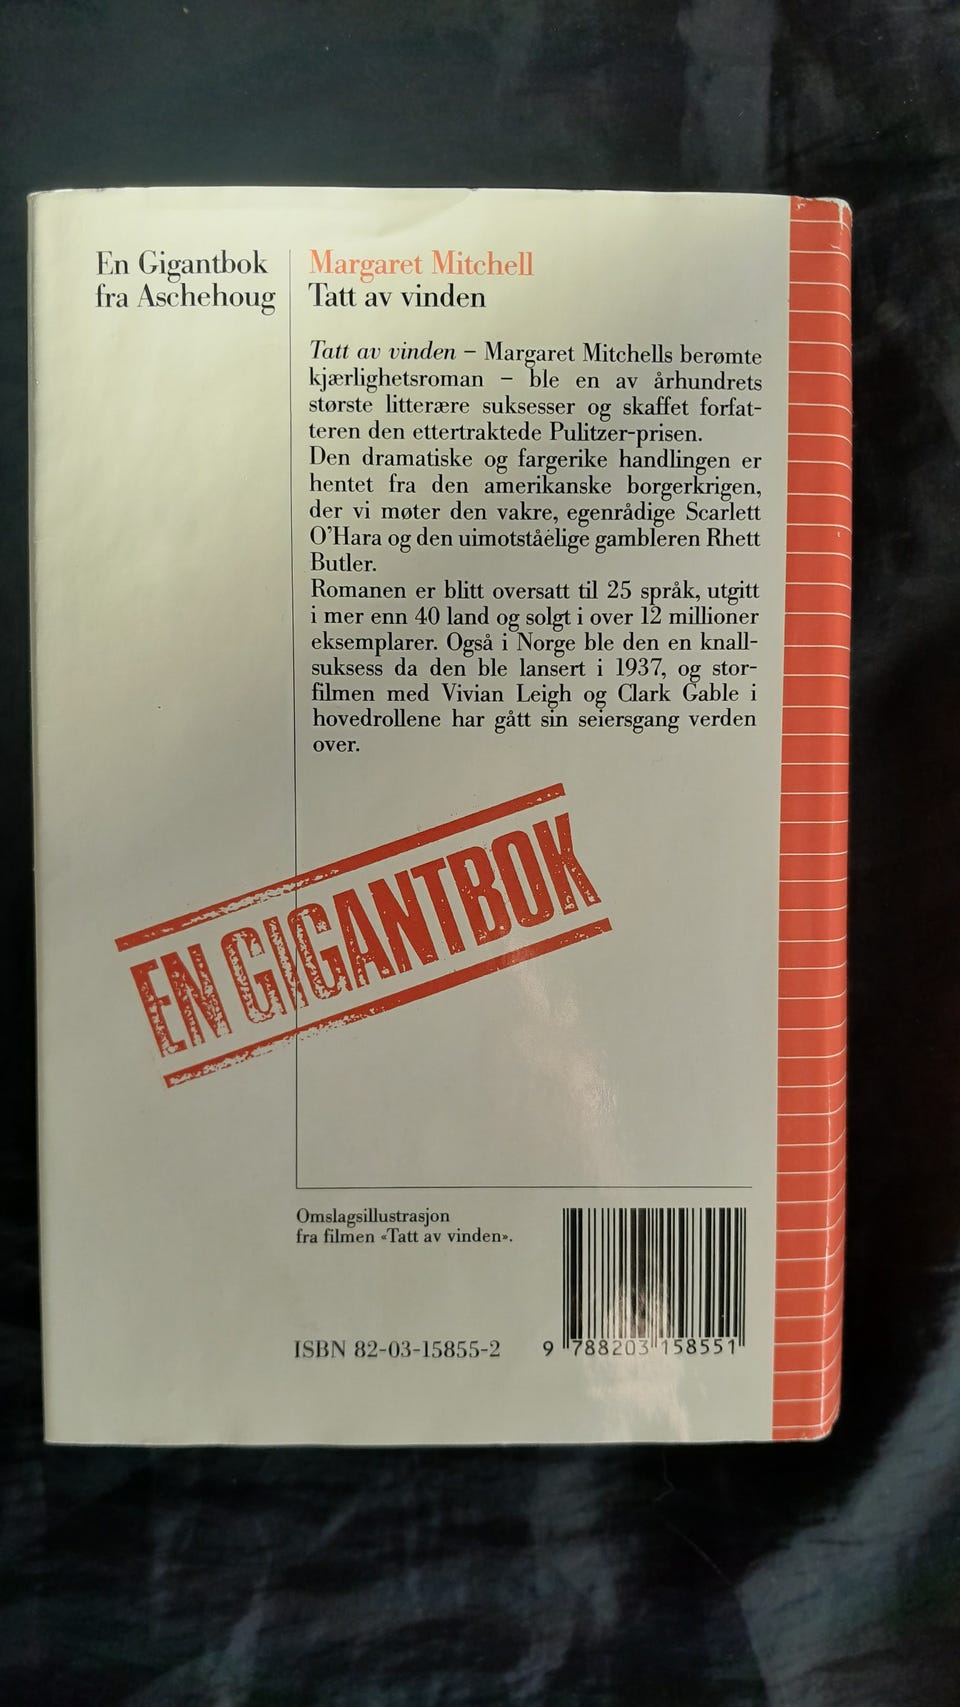 En Gigantbok
fra Aschehoug
Margaret Mitchell
Tatt av vinden
Tatt av vinden – Margaret Mitchells berømte
kjærlighetsroman – ble en av århundrets
største litterære suksesser og skaffet forfat-
teren den ettertraktede Pulitzer-prisen.
Den dramatiske og fargerike handlingen er
hentet fra den amerikanske borgerkrigen,
der vi møter den vakre, egenrådige Scarlett
O'Hara og den uimotståelige gambleren Rhett
Butler.
Romanen er blitt oversatt til 25 språk, utgitt
i mer enn 40 land og solgt i over 12 millioner
eksemplarer. Også i Norge ble den en knall-
suksess da den ble lansert i 1937, og stor-
filmen med Vivian Leigh og Clark Gable i
hovedrollene har gått sin seiersgang verden
over.
EN GIGANTBOK
Omslagsillustrasjon
fra filmen «Tatt av vinden».
ISBN 82-03-15855-2
9 788203 158551